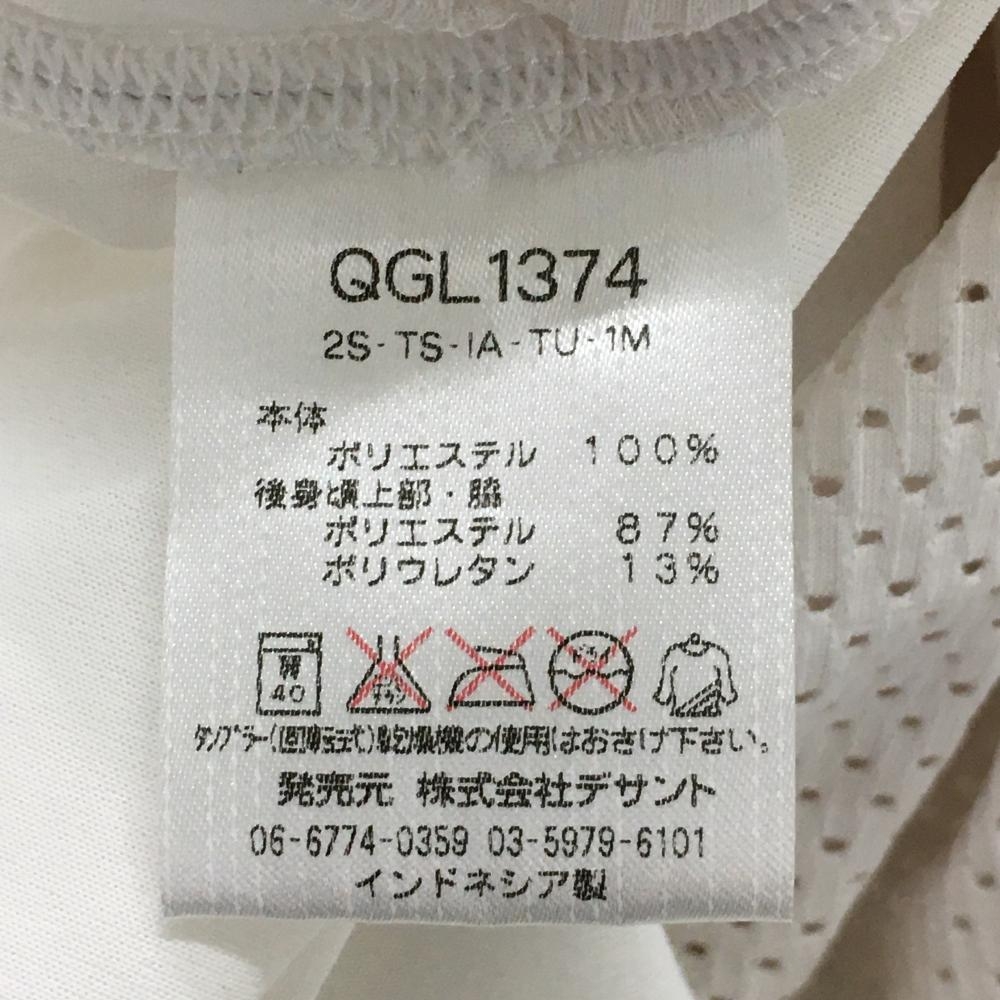 QGL1374
2S-TS-IA-TU-1M
本体
ポリエステル 100%
後身頃上部・脇
ポリエステル 87%
ポリウレタン 13%
弱 40
タンブラー(回転式)乾燥機の使用はおさけ下さい。
発売元 株式会社デサント
06-6774-0359 03-5979-6101
インドネシア製